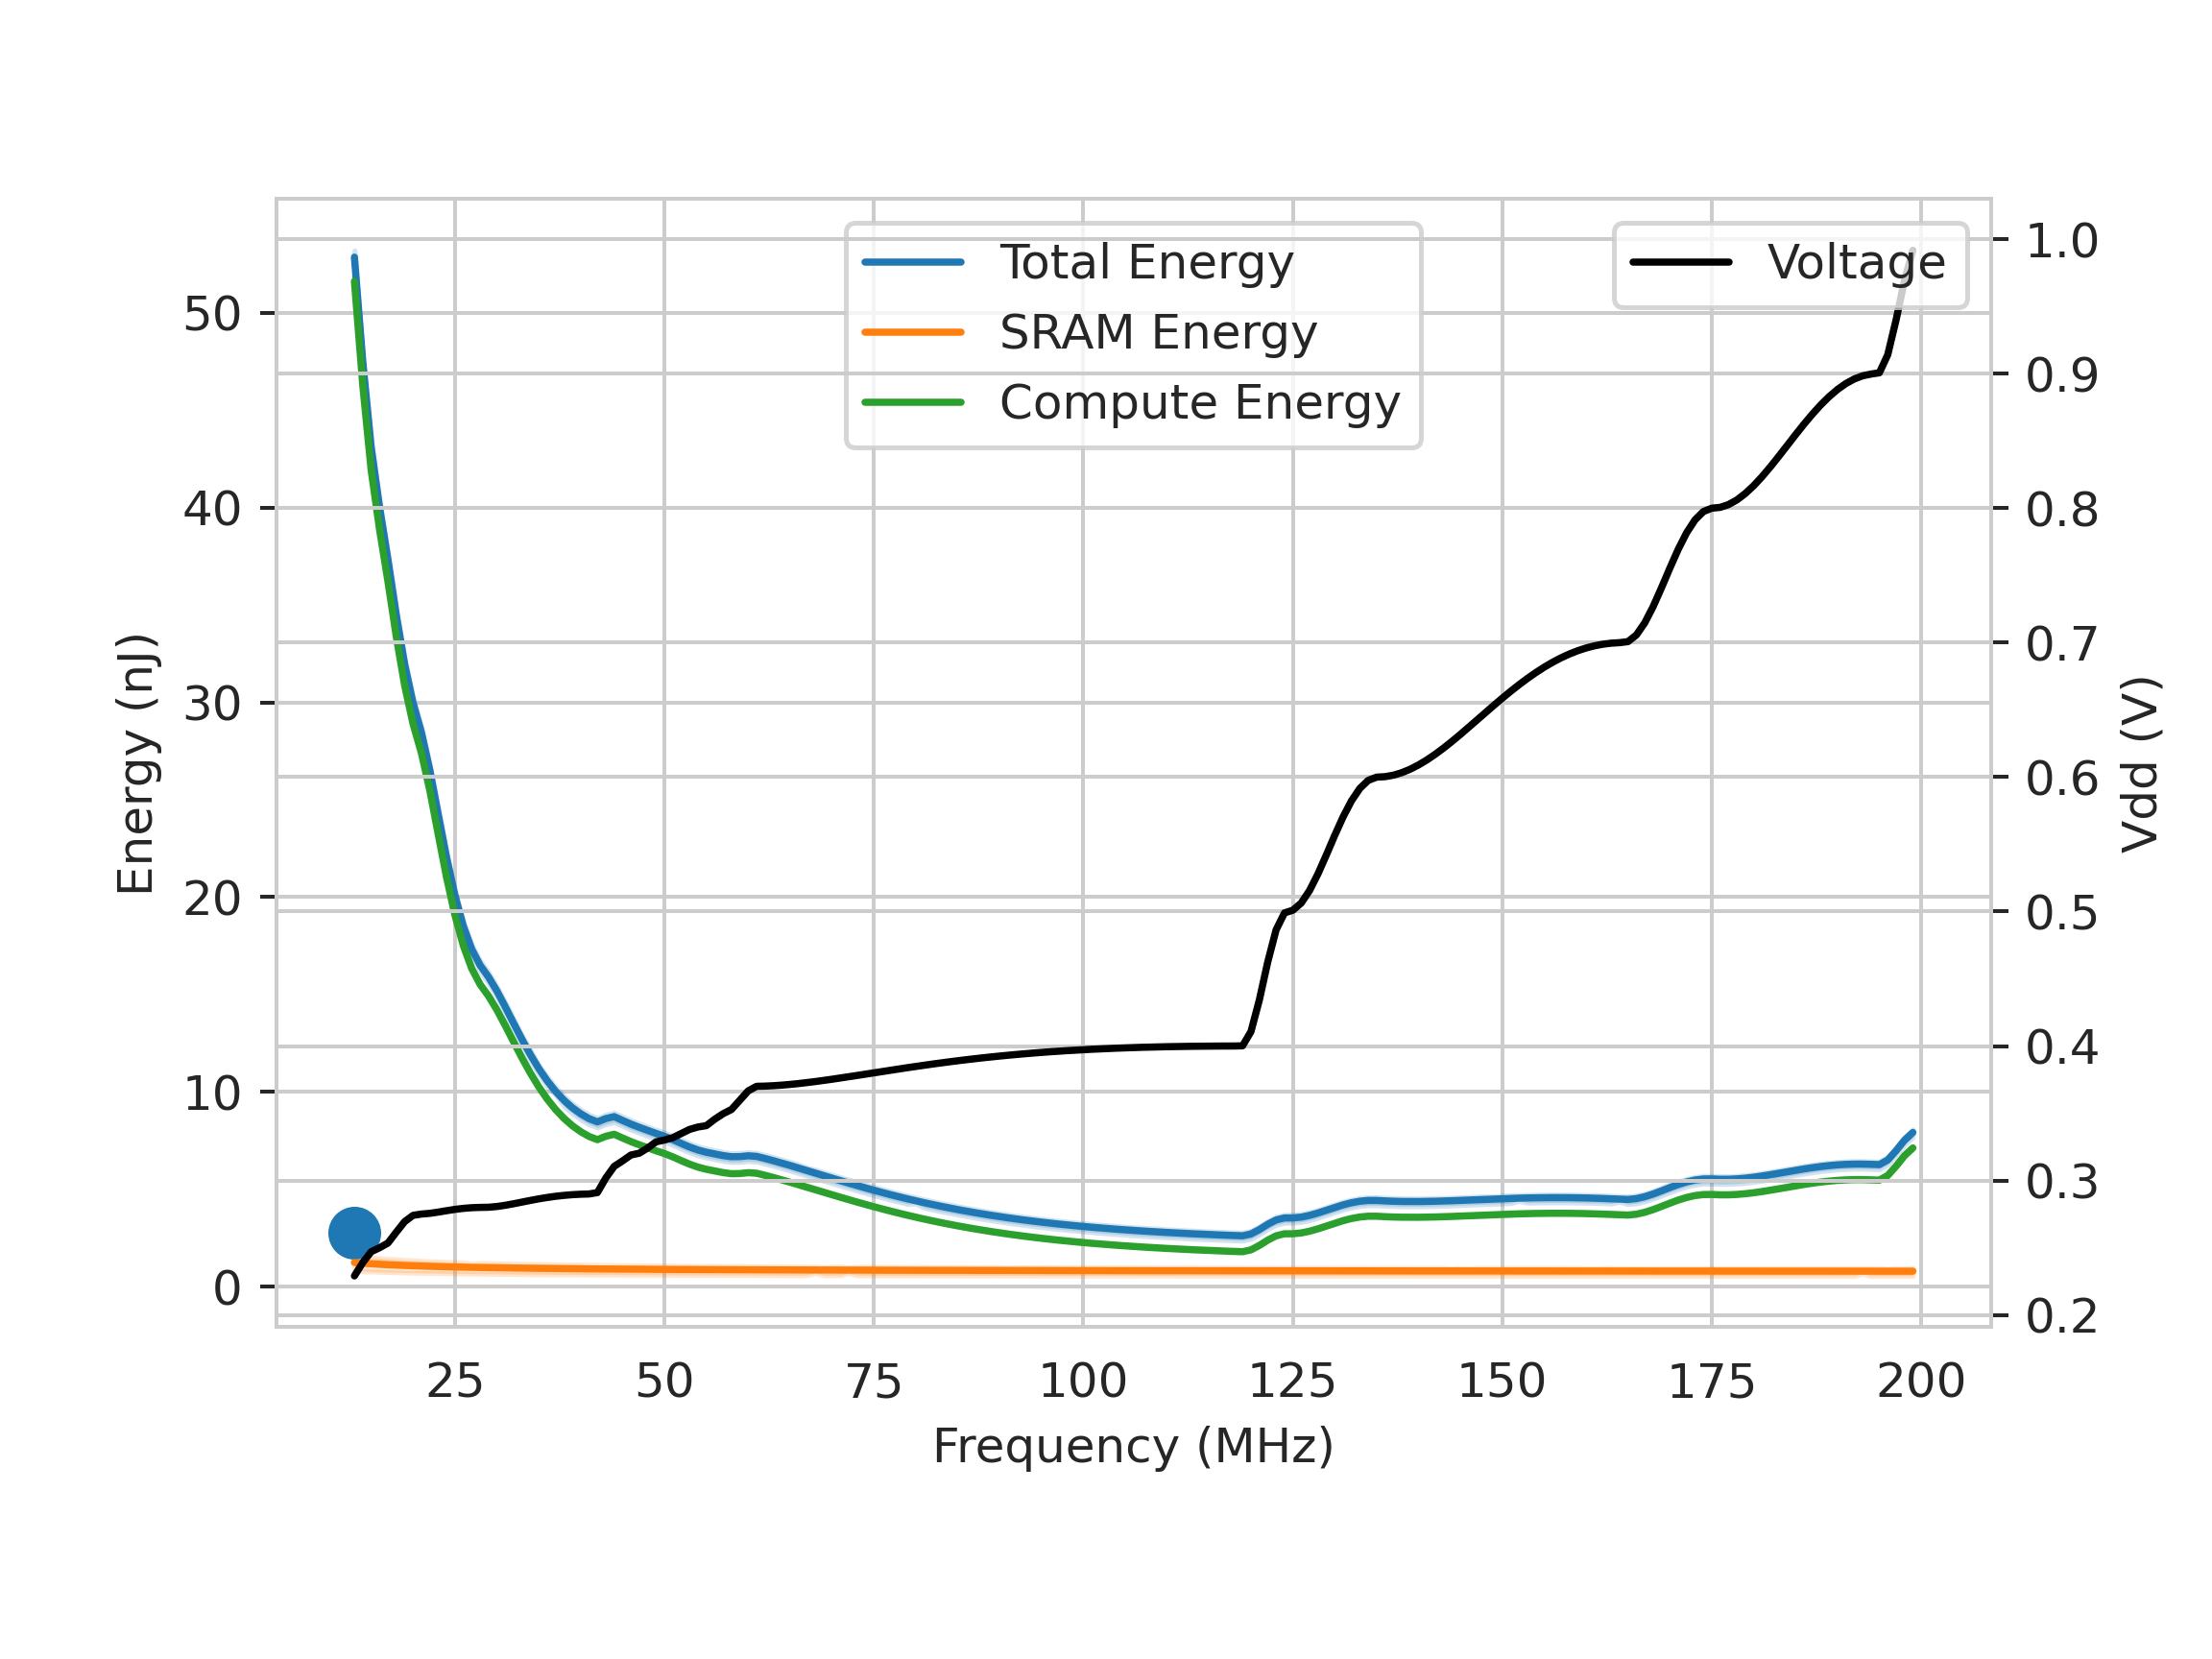 Total Energy
SRAM Energy
Compute Energy
Voltage
Energy (nJ)
50
40
30
20
10
0
1.0
0.9
0.8
0.7
0.6
0.5
0.4
0.3
0.2
Vdd (V)
25 50 75 100 125 150 175 200
Frequency (MHz)